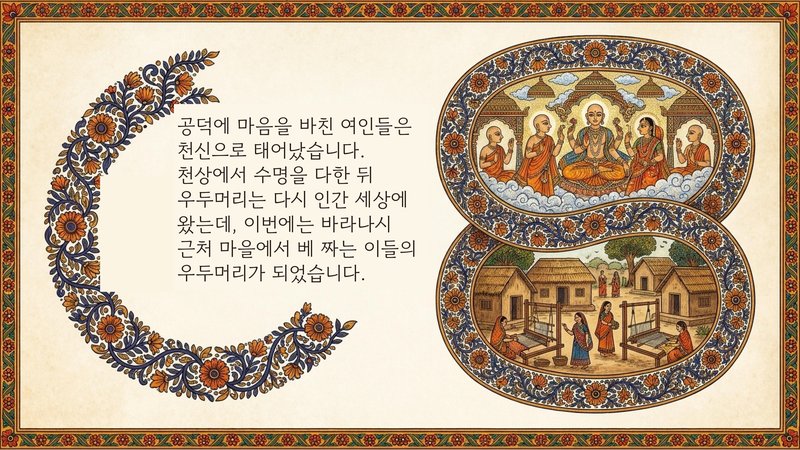 공덕에 마음을 바친 여인들은
천신으로 태어났습니다.
천상에서 수명을 다한 뒤
우두머리는 다시 인간 세상에
왔는데, 이번에는 바라나시
근처 마을에서 베 짜는 이들의
우두머리가 되었습니다.